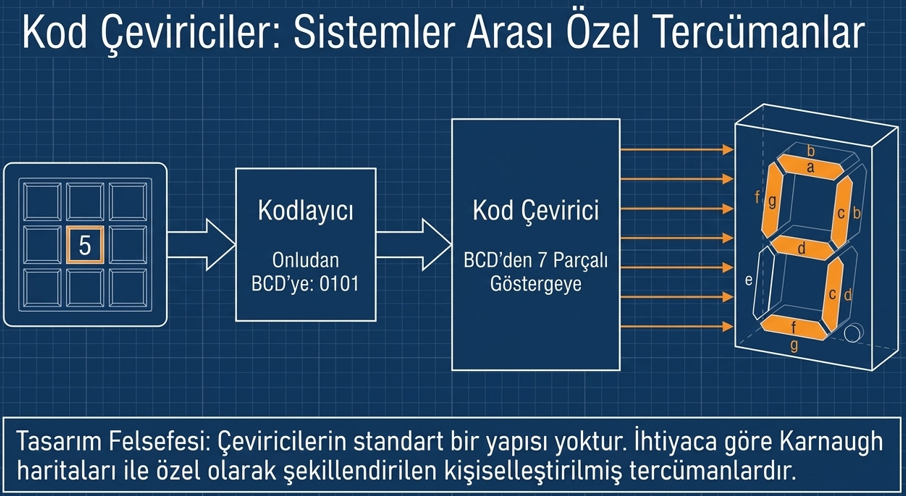 Kod Çeviriciler: Sistemler Arası Özel Tercümanlar
5
Kodlayıcı
Onludan
BCD'ye: 0101
Kod Çevirici
BCD'den 7 Parçalı
Göstergeye
b
a
f
g
c
b
d
e
c
d
f
g
Tasarım Felsefesi: Çeviricilerin standart bir yapısı yoktur. İhtiyaca göre Karnaugh
haritaları ile özel olarak şekillendirilen kişiselleştirilmiş tercümanlardır.